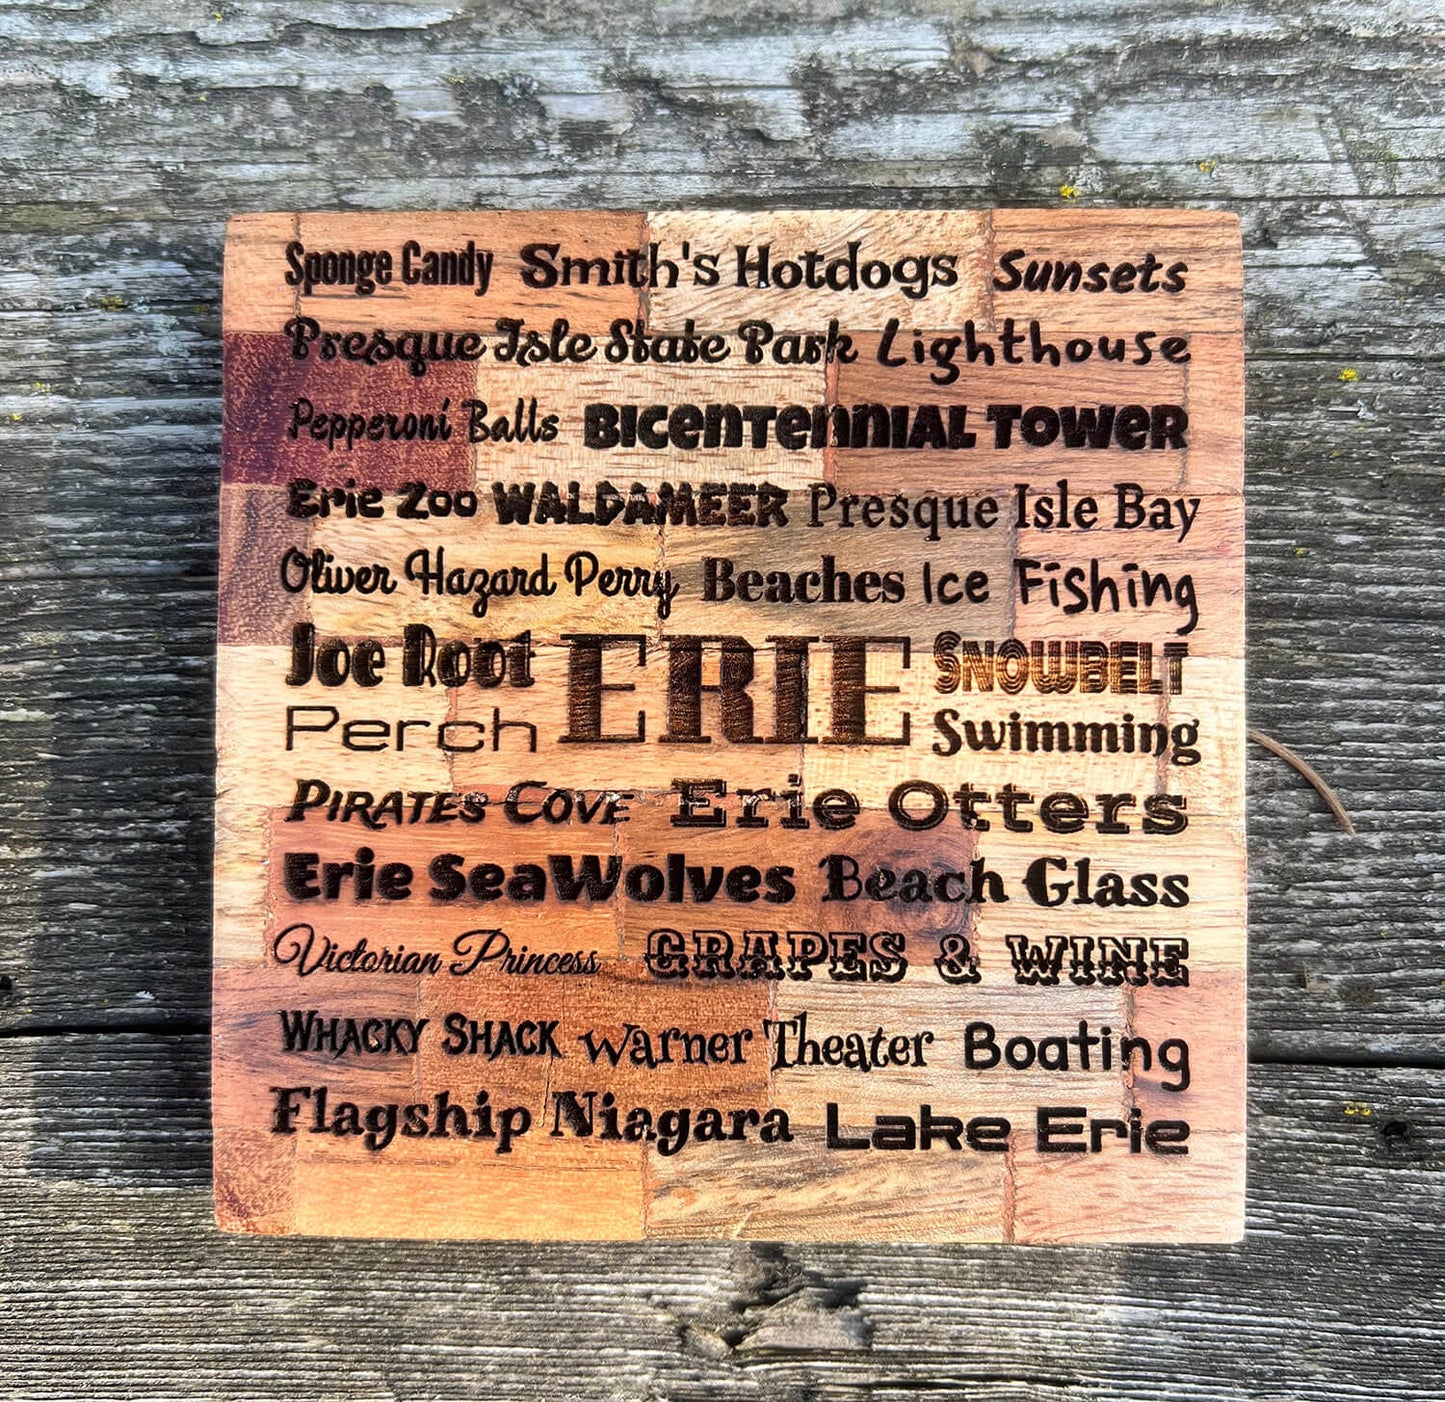 Sponge Candy Smith's Hotdogs Sunsets
Presque Isle State Park Lighthouse
Pepperoni Balls BICENTENNIAL TOWER
Erie Zoo WALDAMEER Presque Isle Bay
Oliver Hazard Perry Beaches Ice Fishing
Joe Root ERIE SNOWBELT
Perch Swimming
PIRATES COVE Erie Otters
Erie SeaWolves Beach Glass
Victorian Princess GRAPES & WINE
WHACKY SHACK Warner Theater Boating
Flagship Niagara Lake Erie